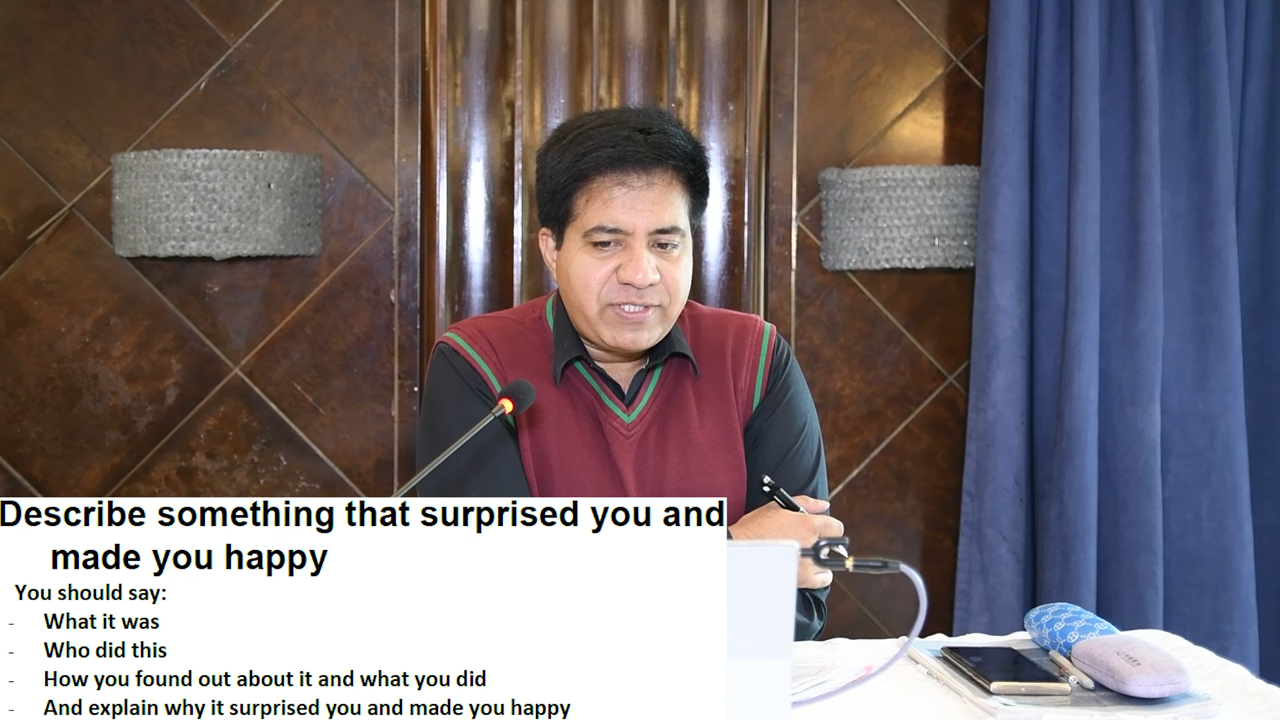 Describe something that surprised you and
made you happy
You should say:
- What it was
- Who did this
- How you found out about it and what you did
- And explain why it surprised you and made you happy